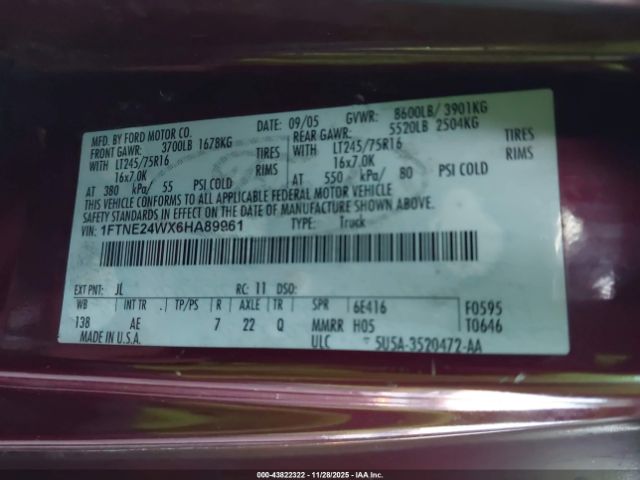 MFD. BY FORD MOTOR CO. DATE: 09/05 GVWR: 8600LB/ 3901KG
FRONT GAWR: 3700LB 1678KG REAR GAWR: 5520LB 2504KG
WITH LT245/75R16 TIRES WITH LT245/75R16 TIRES
16x7.0K RIMS 16x7.0K RIMS
AT 380 kPa/ 55 PSI COLD AT 550 kPa/ 80 PSI COLD
THIS VEHICLE CONFORMS TO ALL APPLICABLE FEDERAL MOTOR VEHICLE
SAFETY STANDARDS IN EFFECT ON THE DATE OF MANUFACTURE SHOWN ABOVE.
VIN: 1FTNE24WX6HA89961 TYPE: Truck
EXT PNT: JL RC: 11 DSO:
WB INT TR TP/PS R AXLE TR SPR 6E416 F0595
138 AE 7 22 Q MMRR H05 T0646
MADE IN U.S.A. ULC 5U5A-3520472-AA
000-43822322 | 11/28/2025 | IAA Inc.